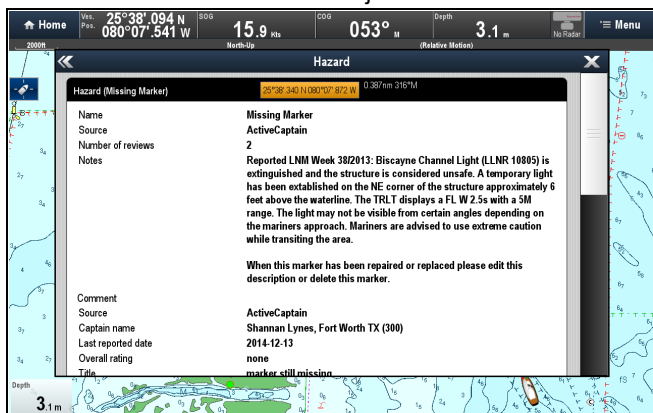 Home
Ves. Pos. 25°38'.094 N
080°07'.541 W
SOG
15.9 Kts
COG
053° M
Depth
3.1 m
No Radar
Menu
2000ft
North-Up
(Relative Motion)
Hazard
Hazard (Missing Marker)
25°38'.340 N 080°07'.872 W
0.387nm 316°M
Name Missing Marker
Source ActiveCaptain
Number of reviews 2
Notes Reported LNM Week 38/2013: Biscayne Channel Light (LLNR 10805) is
extinguished and the structure is considered unsafe. A temporary light
has been extablished on the NE corner of the structure approximately 6
feet above the waterline. The TRLT displays a FL W 2.5s with a 5M
range. The light may not be visible from certain angles depending on
the mariners approach. Mariners are advised to use extreme caution
while transiting the area.
When this marker has been repaired or replaced please edit this
description or delete this marker.
Comment
Source ActiveCaptain
Captain name Shannan Lynes, Fort Worth TX (300)
Last reported date 2014-12-13
Overall rating none
Title marker still missing
Depth
3.1 m